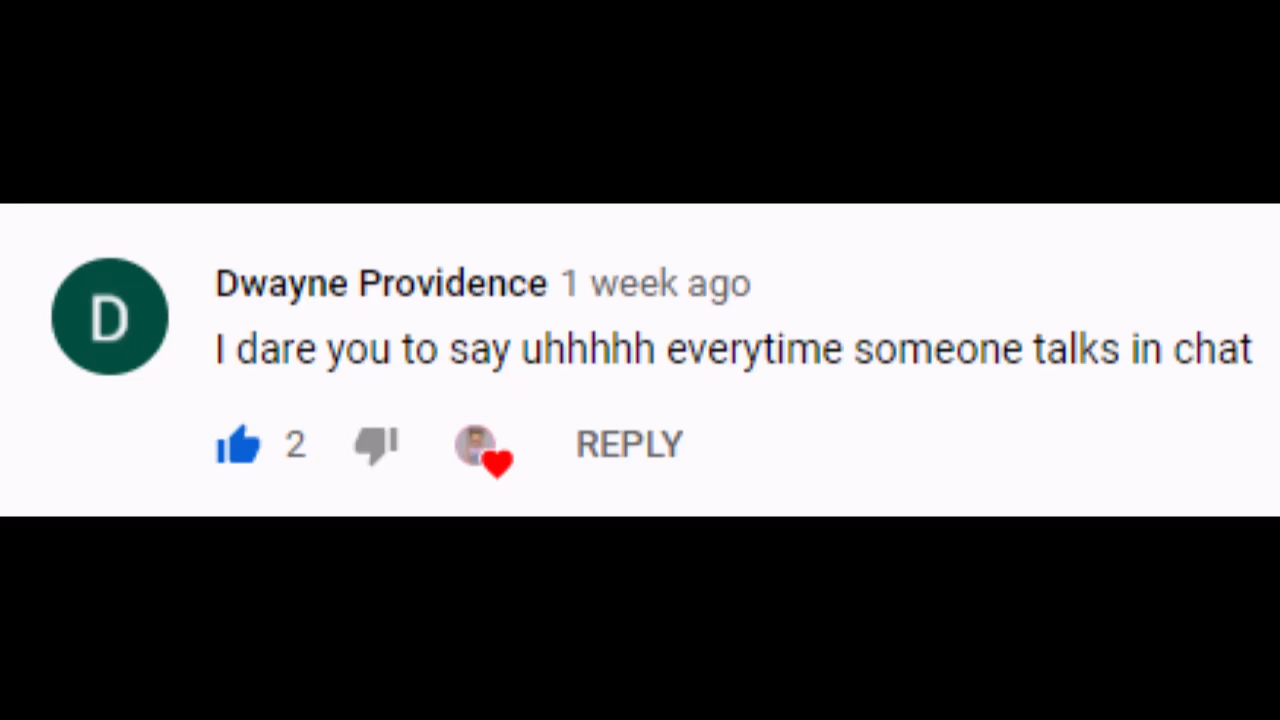 D
Dwayne Providence 1 week ago
I dare you to say uhhhhh everytime someone talks in chat
2 REPLY